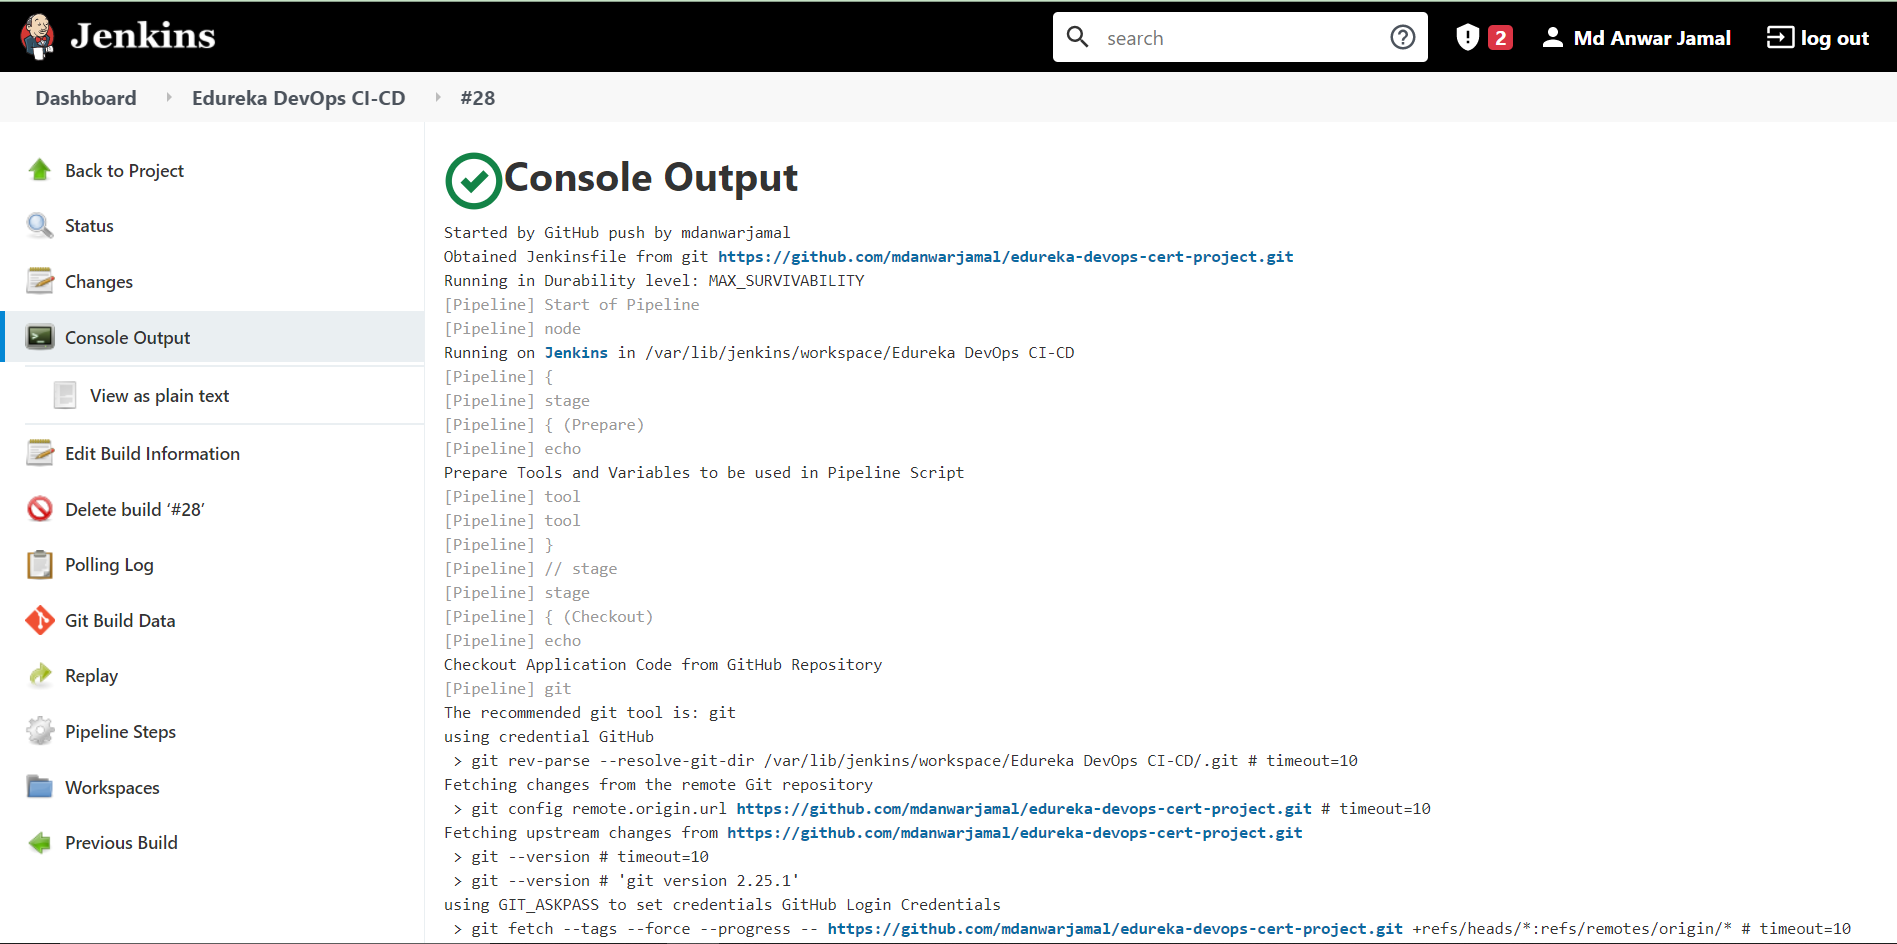 Jenkins
search
2
Md Anwar Jamal
log out
Dashboard
Edureka DevOps CI-CD
#28
Back to Project
Status
Changes
Console Output
View as plain text
Edit Build Information
Delete build ‘#28’
Polling Log
Git Build Data
Replay
Pipeline Steps
Workspaces
Previous Build
Console Output
Started by GitHub push by mdanwarjamal
Obtained Jenkinsfile from git https://github.com/mdanwarjamal/edureka-devops-cert-project.git
Running in Durability level: MAX_SURVIVABILITY
[Pipeline] Start of Pipeline
[Pipeline] node
Running on Jenkins in /var/lib/jenkins/workspace/Edureka DevOps CI-CD
[Pipeline] {
[Pipeline] stage
[Pipeline] { (Prepare)
[Pipeline] echo
Prepare Tools and Variables to be used in Pipeline Script
[Pipeline] tool
[Pipeline] tool
[Pipeline] }
[Pipeline] // stage
[Pipeline] stage
[Pipeline] { (Checkout)
[Pipeline] echo
Checkout Application Code from GitHub Repository
[Pipeline] git
The recommended git tool is: git
using credential GitHub
> git rev-parse --resolve-git-dir /var/lib/jenkins/workspace/Edureka DevOps CI-CD/.git # timeout=10
Fetching changes from the remote Git repository
> git config remote.origin.url https://github.com/mdanwarjamal/edureka-devops-cert-project.git # timeout=10
Fetching upstream changes from https://github.com/mdanwarjamal/edureka-devops-cert-project.git
> git --version # timeout=10
> git --version # 'git version 2.25.1'
using GIT_ASKPASS to set credentials GitHub Login Credentials
> git fetch --tags --force --progress -- https://github.com/mdanwarjamal/edureka-devops-cert-project.git +refs/heads/*:refs/remotes/origin/* # timeout=10